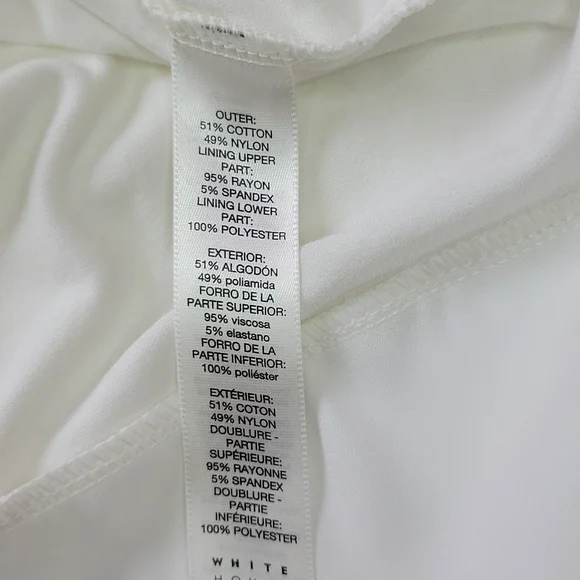 OUTER:
51% COTTON
49% NYLON
LINING UPPER
PART:
95% RAYON
5% SPANDEX
LINING LOWER
PART:
100% POLYESTER
EXTERIOR:
51% ALGODÓN
49% poliamida
FORRO DE LA
PARTE SUPERIOR:
95% viscosa
5% elastano
FORRO DE LA
PARTE INFERIOR:
100% poliéster
EXTÉRIEUR:
51% COTON
49% NYLON
DOUBLURE -
PARTIE
SUPÉRIEURE:
95% RAYONNE
5% SPANDEX
DOUBLURE -
PARTIE
INFÉRIEURE:
100% POLYESTER
WHITE